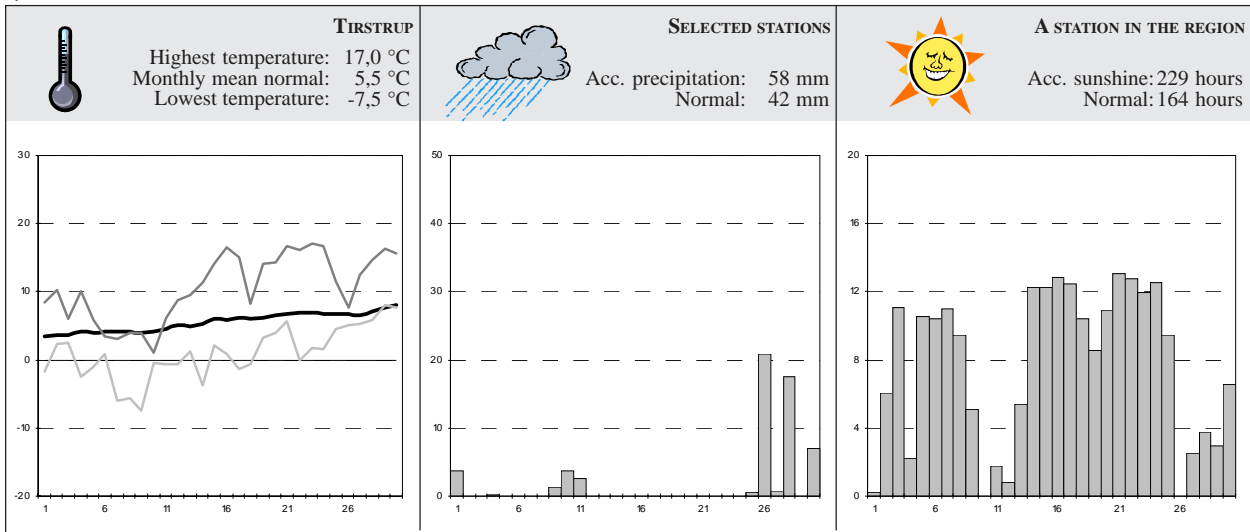 TIRSTRUP
Highest temperature: 17,0 °C
Monthly mean normal: 5,5 °C
Lowest temperature: -7,5 °C
30
20
10
0
-10
-20
1 6 11 16 21 26
SELECTED STATIONS
Acc. precipitation: 58 mm
Normal: 42 mm
50
40
30
20
10
0
1 6 11 16 21 26
A STATION IN THE REGION
Acc. sunshine: 229 hours
Normal: 164 hours
20
16
12
8
4
0
1 6 11 16 21 26